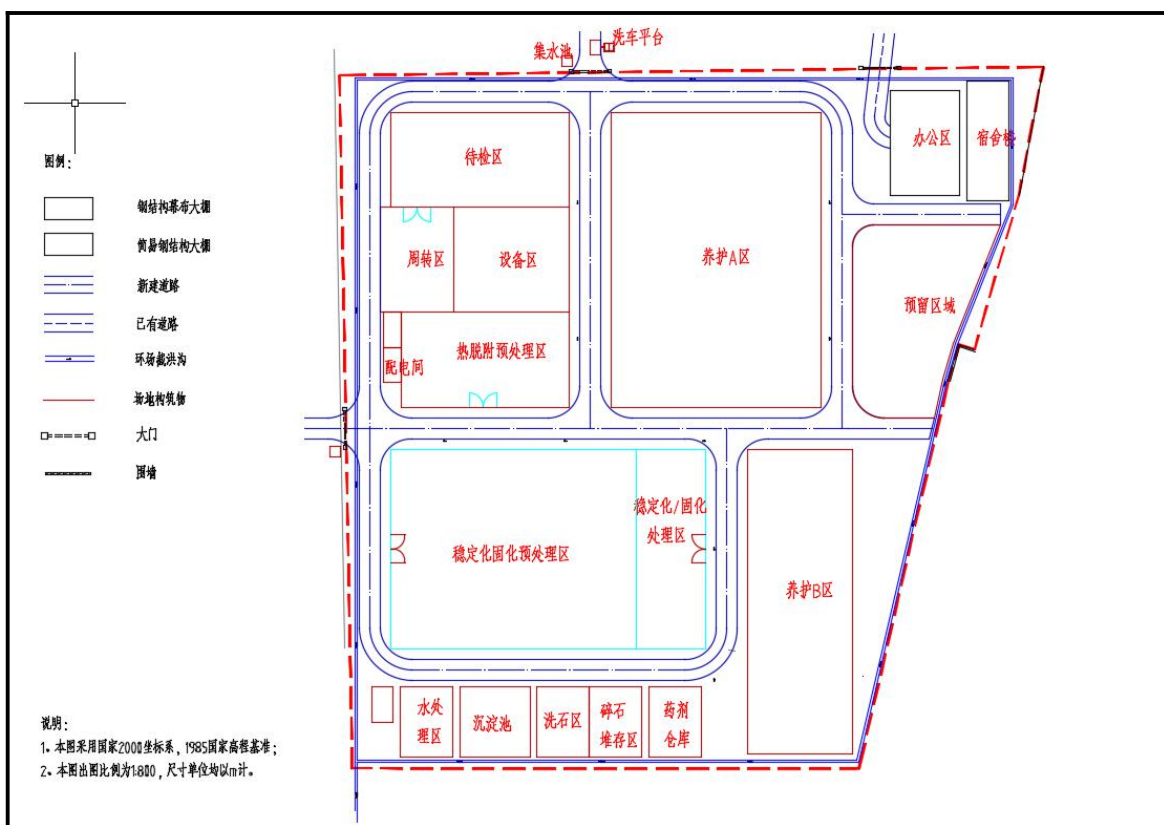 集水池
洗车平台
办公区
宿舍楼
待检区
图例:
钢结构幕布大棚
周转区
设备区
养护A区
简易钢结构大棚
新建道路
预留区域
已有道路
热脱附预处理区
环场截洪沟
配电间
场地构筑物
大门
围墙
稳定化/固化
处理区
稳定化固化预处理区
养护B区
水处
理区
沉淀池
洗石区
碎石
堆存区
药剂
仓库
说明:
1、本图采用国家2000坐标系,1985国家高程基准;
2、本图出图比例为1:800,尺寸单位均以m计。